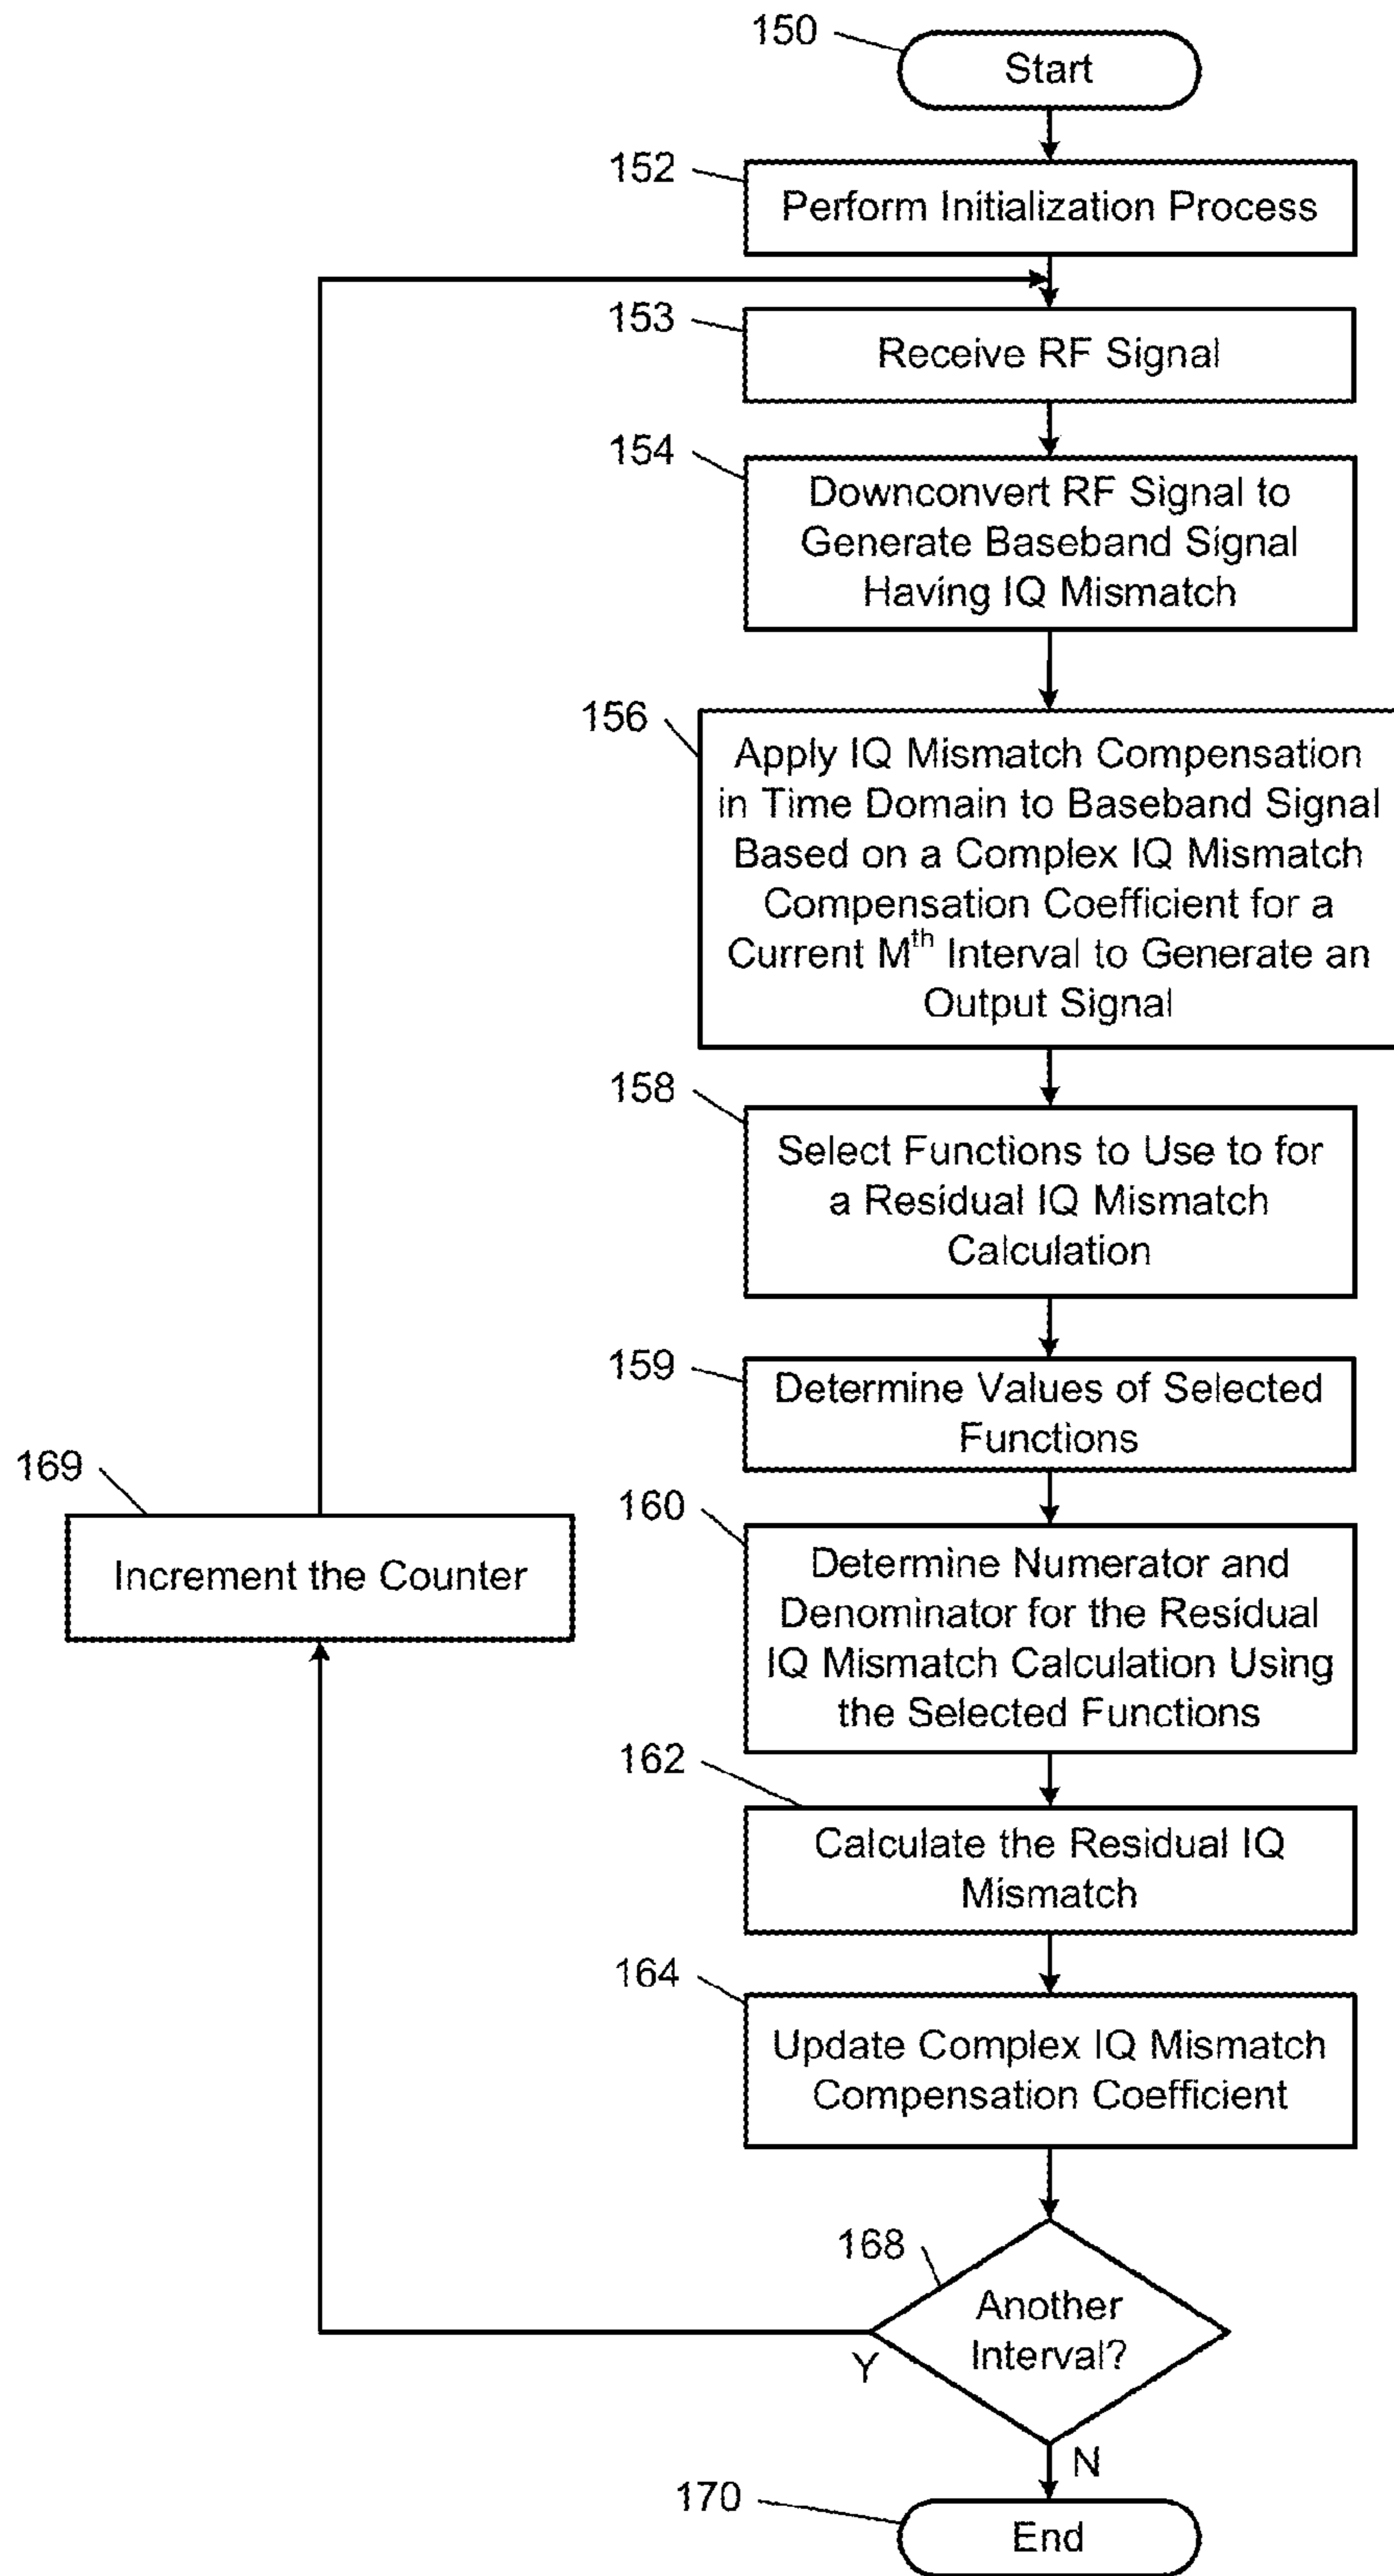 150
Start
152
Perform Initialization Process
153
Receive RF Signal
154
Downconvert RF Signal to
Generate Baseband Signal
Having IQ Mismatch
156
Apply IQ Mismatch Compensation
in Time Domain to Baseband Signal
Based on a Complex IQ Mismatch
Compensation Coefficient for a
Current Mth Interval to Generate an
Output Signal
158
Select Functions to Use to for
a Residual IQ Mismatch
Calculation
159
Determine Values of Selected
Functions
169
Increment the Counter
160
Determine Numerator and
Denominator for the Residual
IQ Mismatch Calculation Using
the Selected Functions
162
Calculate the Residual IQ
Mismatch
164
Update Complex IQ Mismatch
Compensation Coefficient
168
Another
Interval?
Y
N
170
End